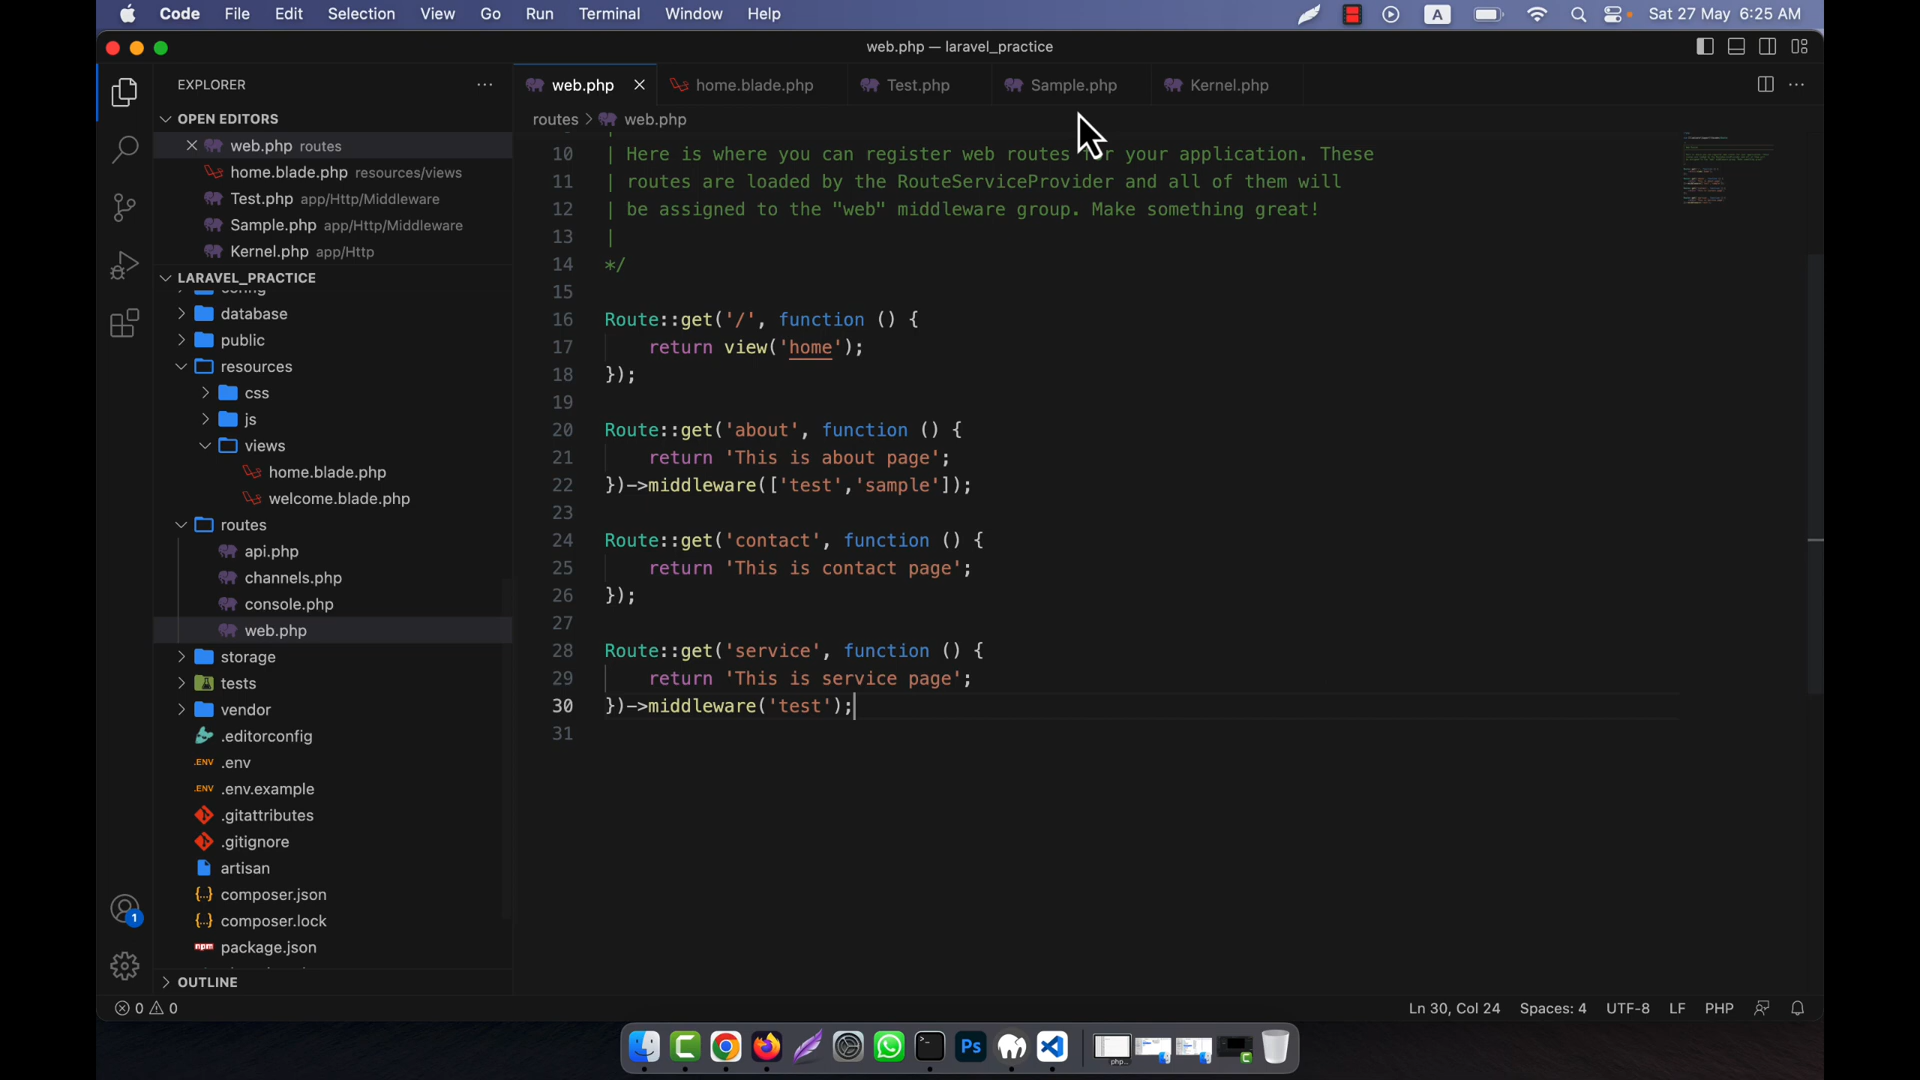 Code File Edit Selection View Go Run Terminal Window Help
A
Sat 27 May 6:25 AM
web.php — laravel_practice
EXPLORER
web.php
home.blade.php
Test.php
Sample.php
Kernel.php
OPEN EDITORS
web.php routes
home.blade.php resources/views
Test.php app/Http/Middleware
Sample.php app/Http/Middleware
Kernel.php app/Http
LARAVEL_PRACTICE
config
database
public
resources
css
js
views
home.blade.php
welcome.blade.php
routes
api.php
channels.php
console.php
web.php
storage
tests
vendor
.editorconfig
.ENV .env
.ENV .env.example
.gitattributes
.gitignore
artisan
{..} composer.json
{..} composer.lock
npm package.json
OUTLINE
1
routes > web.php
10 | Here is where you can register web routes for your application. These
11 | routes are loaded by the RouteServiceProvider and all of them will
12 | be assigned to the "web" middleware group. Make something great!
13 |
14 */
15
16 Route::get('/', function () {
17 return view('home');
18 });
19
20 Route::get('about', function () {
21 return 'This is about page';
22 })->middleware(['test','sample']);
23
24 Route::get('contact', function () {
25 return 'This is contact page';
26 });
27
28 Route::get('service', function () {
29 return 'This is service page';
30 })->middleware('test');
31
0 0
Ln 30, Col 24 Spaces: 4 UTF-8 LF PHP
Ps
php...